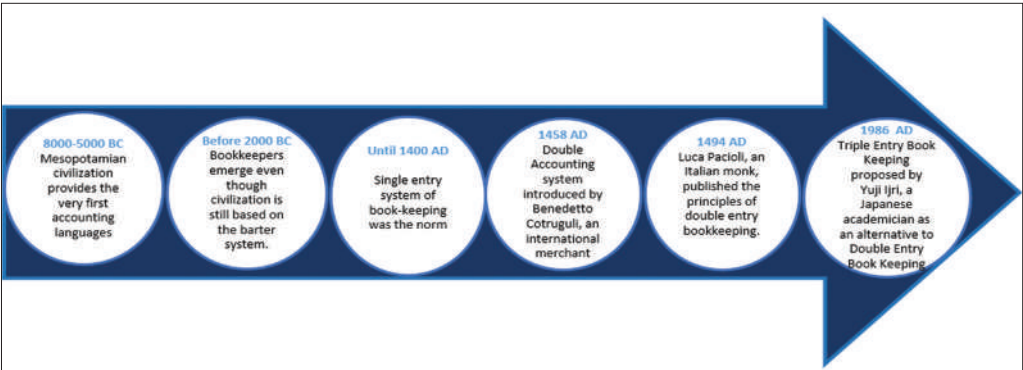 8000-5000 BC
Mesopotamian
civilization
provides the
very first
accounting
languages
Before 2000 BC
Bookkeepers
emerge even
though
civilization is
still based on
the barter
system.
Until 1400 AD
Single entry
system of
book-keeping
was the norm
1458 AD
Double
Accounting
system
introduced by
Benedetto
Cotruguli, an
international
merchant
1494 AD
Luca Pacioli, an
Italian monk,
published the
principles of
double entry
bookkeeping.
1986 AD
Triple Entry Book
Keeping
proposed by
Yuji Ijri, a
Japanese
academician as
an alternative to
Double Entry
Book Keeping.